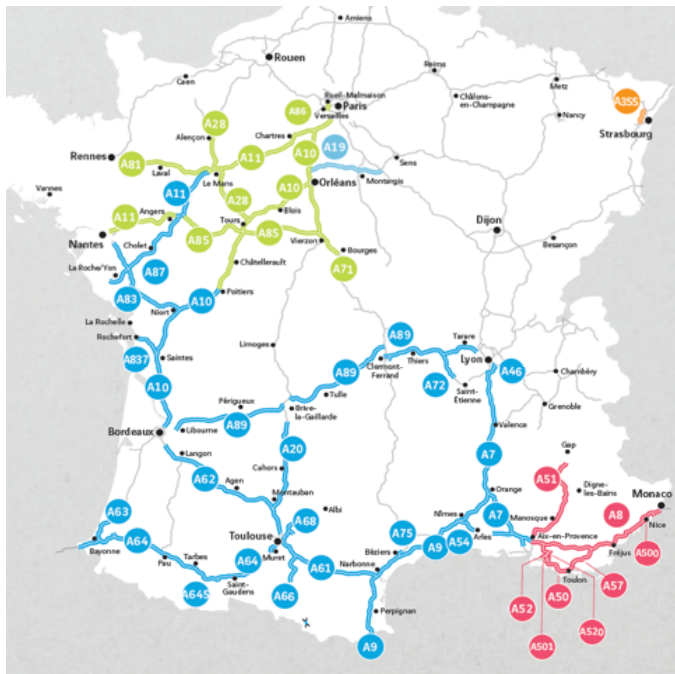 Amiens
Rouen
Reims
Caen
Metz
Rueil-Malmaison
Châlons-
en-Champagne
A355
A86
Paris
Versailles
Nancy
Strasbourg
A28
Alençon
Chartres
A10
A19
Rennes
A81
A11
Sens
Laval
Le Mans
Montargis
Vannes
A11
A10
Orléans
A28
Blois
A11
Angers
Tours
Dijon
Nantes
A85
A85
Vierzon
Besançon
Cholet
Bourges
La Roche/Yon
A87
Châtellerault
A71
A83
A10
Poitiers
Niort
La Rochelle
Rochefort
A89
Tarare
Limoges
A837
Saintes
Thiers
Lyon
A46
Clermont-
Ferrand
Chambéry
A89
A72
A10
Saint-
Étienne
Tulle
Périgueux
Grenoble
Brive-
la-Gaillarde
A89
Valence
Bordeaux
Libourne
A20
Gap
Langon
A7
Cahors
A51
A62
Agen
Digne-
les-Bains
Orange
Monaco
Montauban
A63
Albi
Nîmes
A7
Manosque
A8
A68
Nice
A75
Toulouse
Arles
Aix-en-Provence
A64
A54
Bayonne
A64
Muret
Béziers
A9
Fréjus
A500
Pau
Tarbes
A61
Narbonne
Toulon
A57
Saint-
Gaudens
A645
A66
A50
A52
Perpignan
A520
A501
A9